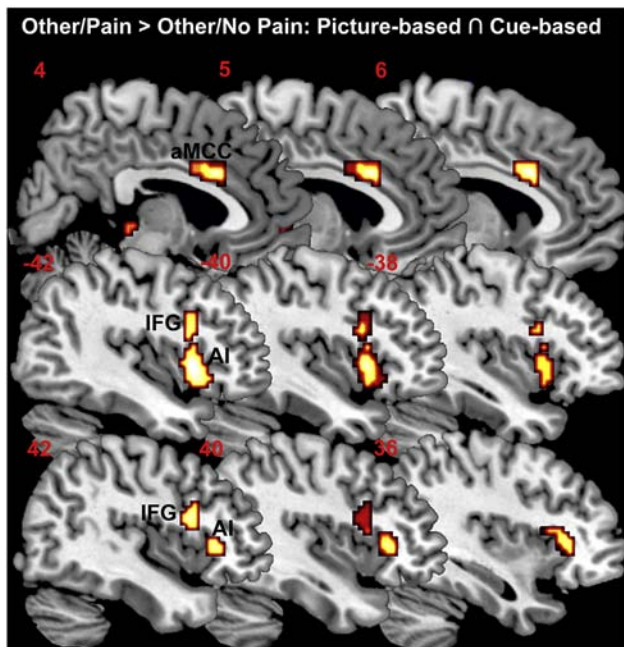 Other/Pain > Other/No Pain: Picture-based ∩ Cue-based
4 5 6
aMCC
-42 -40 -38
IFG
AI
42 40 36
IFG
AI